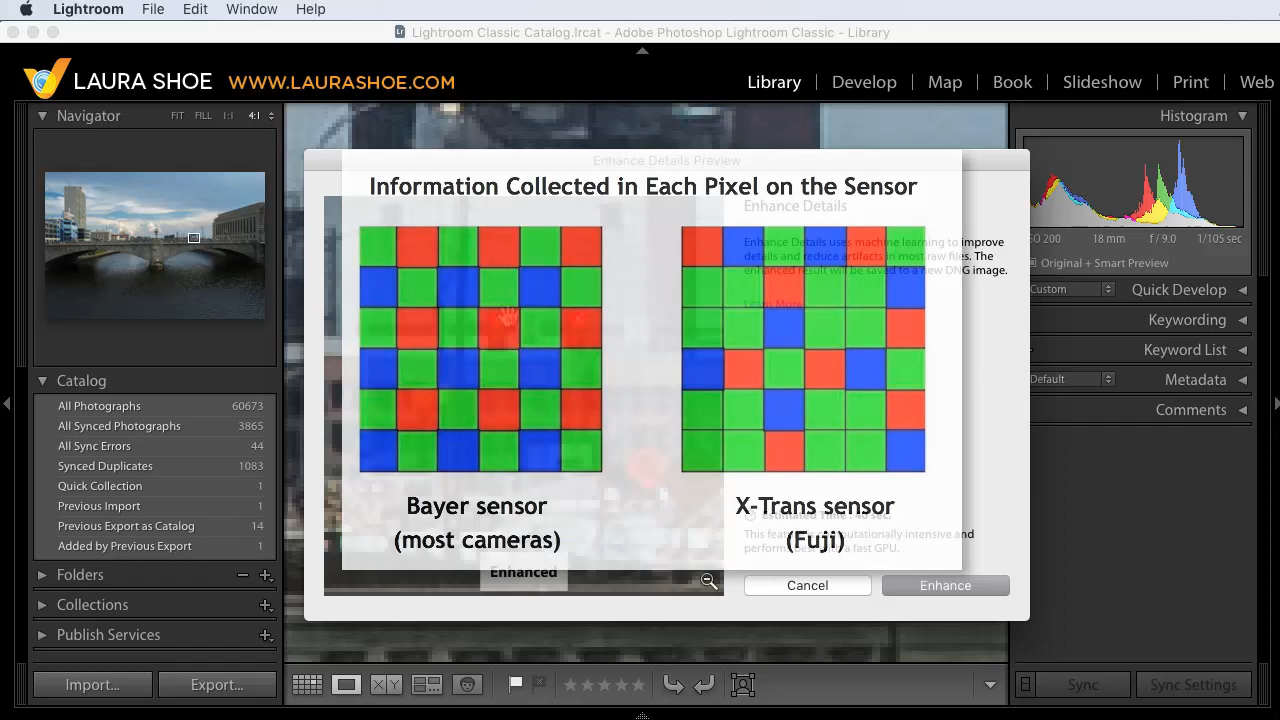 Lightroom File Edit Window Help
Lightroom Classic Catalog.lrcat - Adobe Photoshop Lightroom Classic - Library
LAURA SHOE WWW.LAURASHOE.COM
Library Develop Map Book Slideshow Print Web
Navigator FIT FILL 1:1 4:1
Histogram
ISO 200 18 mm f / 9.0 1/105 sec
Original + Smart Preview
Custom Quick Develop
Keywording
Keyword List
Default Metadata
Comments
Catalog
All Photographs 60673
All Synced Photographs 3865
All Sync Errors 44
Synced Duplicates 1083
Quick Collection 1
Previous Import 1
Previous Export as Catalog 14
Added by Previous Export 1
Folders
Collections
Publish Services
Import... Export...
Enhance Details Preview
Information Collected in Each Pixel on the Sensor
Enhance Details
Enhance Details uses machine learning to improve
details and reduce artifacts in most raw files. The
enhanced result will be saved to a new DNG image.
Learn More
Bayer sensor
(most cameras)
X-Trans sensor
(Fuji)
Estimated Time : 40 sec.
Enhanced
Cancel Enhance
X Y
Sync Sync Settings